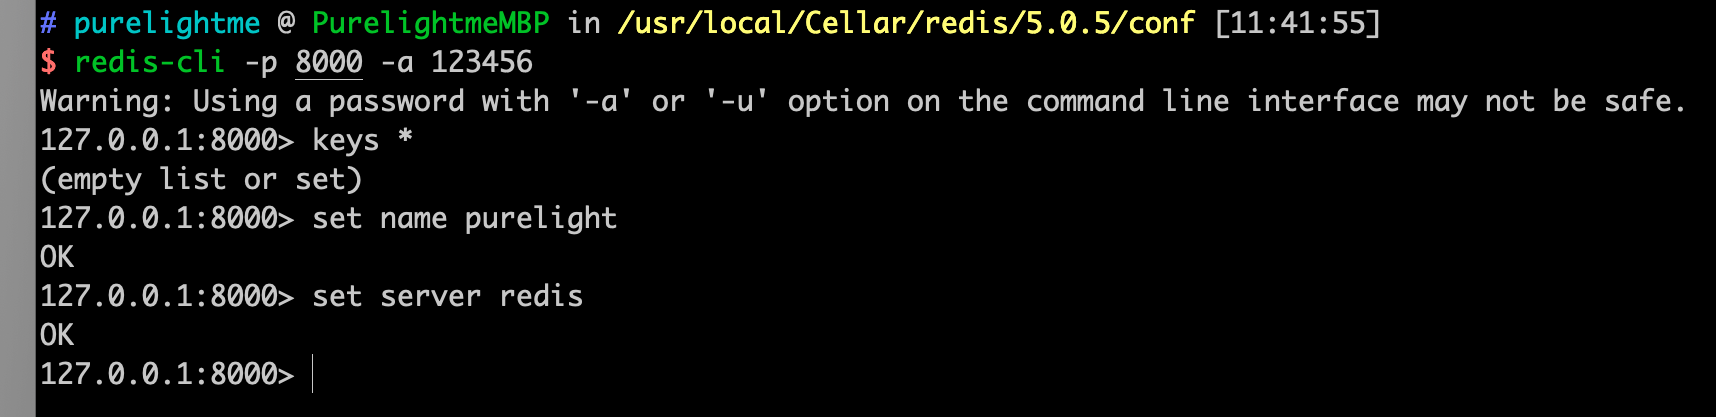 # purelightme @ PurelightmeMBP in /usr/local/Cellar/redis/5.0.5/conf [11:41:55]
$ redis-cli -p 8000 -a 123456
Warning: Using a password with '-a' or '-u' option on the command line interface may not be safe.
127.0.0.1:8000> keys *
(empty list or set)
127.0.0.1:8000> set name purelight
OK
127.0.0.1:8000> set server redis
OK
127.0.0.1:8000>